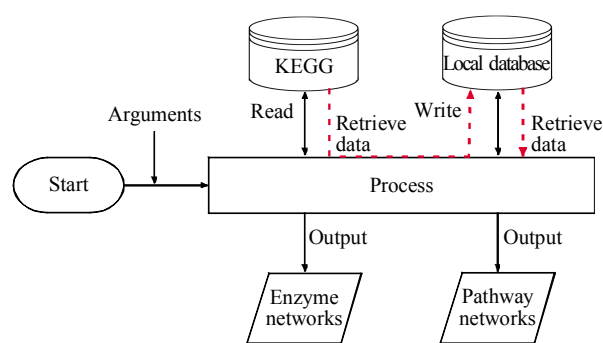 KEGG
Local database
Arguments
Read
Write
Retrieve
data
Retrieve
data
Start
Process
Output
Output
Enzyme
networks
Pathway
networks